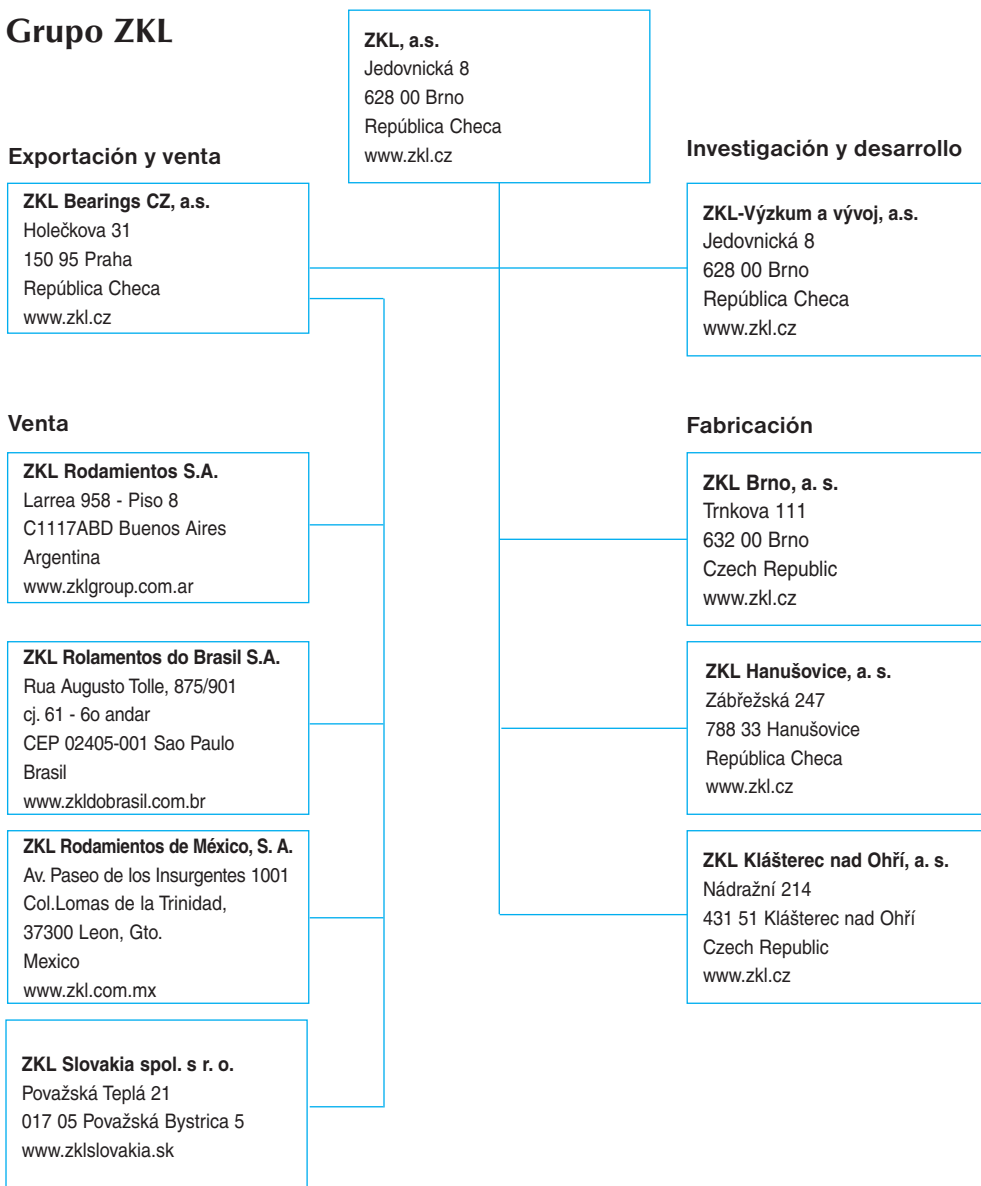 Grupo ZKL
ZKL, a.s.
Jedovnická 8
628 00 Brno
República Checa
www.zkl.cz
Exportación y venta
ZKL Bearings CZ, a.s.
Holečkova 31
150 95 Praha
República Checa
www.zkl.cz
Investigación y desarrollo
ZKL-Výzkum a vývoj, a.s.
Jedovnická 8
628 00 Brno
República Checa
www.zkl.cz
Venta
ZKL Rodamientos S.A.
Larrea 958 - Piso 8
C1117ABD Buenos Aires
Argentina
www.zklgroup.com.ar
ZKL Rolamentos do Brasil S.A.
Rua Augusto Tolle, 875/901
cj. 61 - 6o andar
CEP 02405-001 Sao Paulo
Brasil
www.zkldobrasil.com.br
ZKL Rodamientos de México, S. A.
Av. Paseo de los Insurgentes 1001
Col.Lomas de la Trinidad,
37300 Leon, Gto.
Mexico
www.zkl.com.mx
ZKL Slovakia spol. s r. o.
Považská Teplá 21
017 05 Považská Bystrica 5
www.zklslovakia.sk
Fabricación
ZKL Brno, a. s.
Trnkova 111
632 00 Brno
Czech Republic
www.zkl.cz
ZKL Hanušovice, a. s.
Zábřežská 247
788 33 Hanušovice
República Checa
www.zkl.cz
ZKL Klášterec nad Ohří, a. s.
Nádražní 214
431 51 Klášterec nad Ohří
Czech Republic
www.zkl.cz